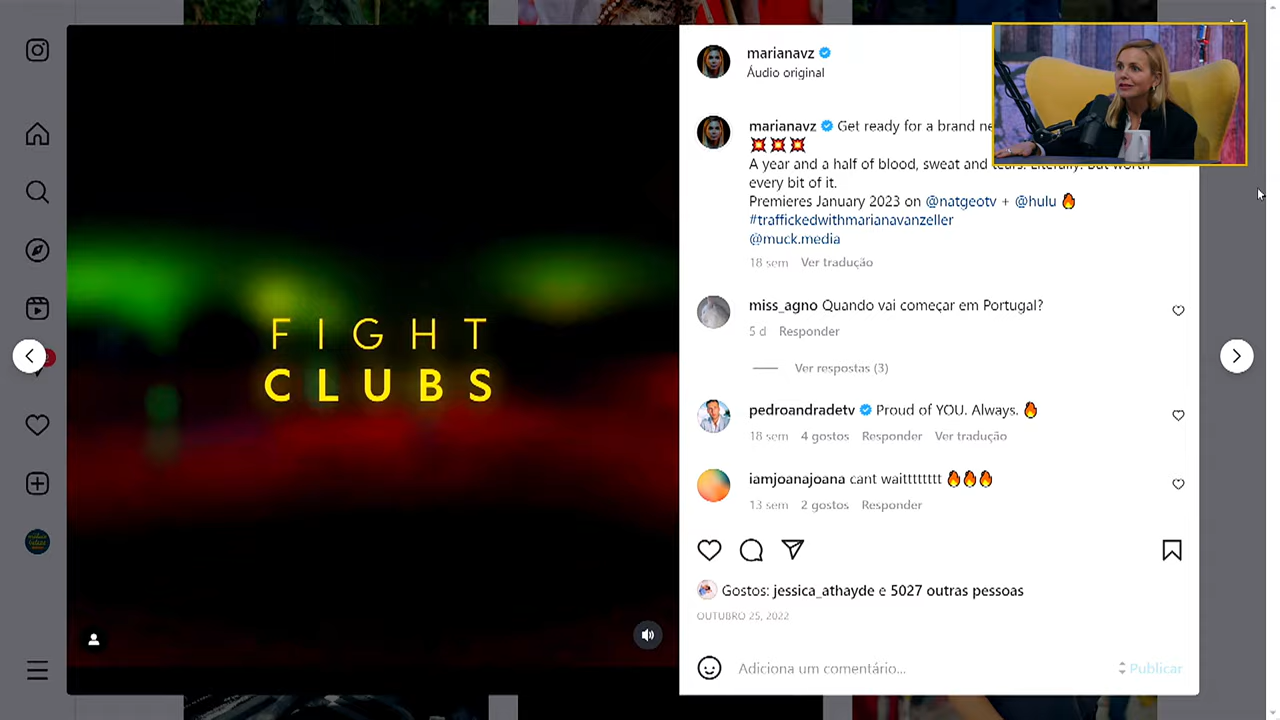 FIGHT
CLUBS
marianavz
Áudio original
marianavz Get ready for a brand ne
💥💥💥
A year and a half of blood, sweat and tears. Literally. But worth
every bit of it.
Premieres January 2023 on @natgeotv + @hulu 🔥
#traffickedwithmarianavanzeller
@muck.media
18 sem Ver tradução
miss_agno Quando vai começar em Portugal?
5 d Responder
Ver respostas (3)
pedroandradetv Proud of YOU. Always. 🔥
18 sem 4 gostos Responder Ver tradução
iamjoanajoana cant waitttttttt 🔥🔥🔥
13 sem 2 gostos Responder
Gostos: jessica_athayde e 5027 outras pessoas
OUTUBRO 25, 2022
Adiciona um comentário...
Publicar